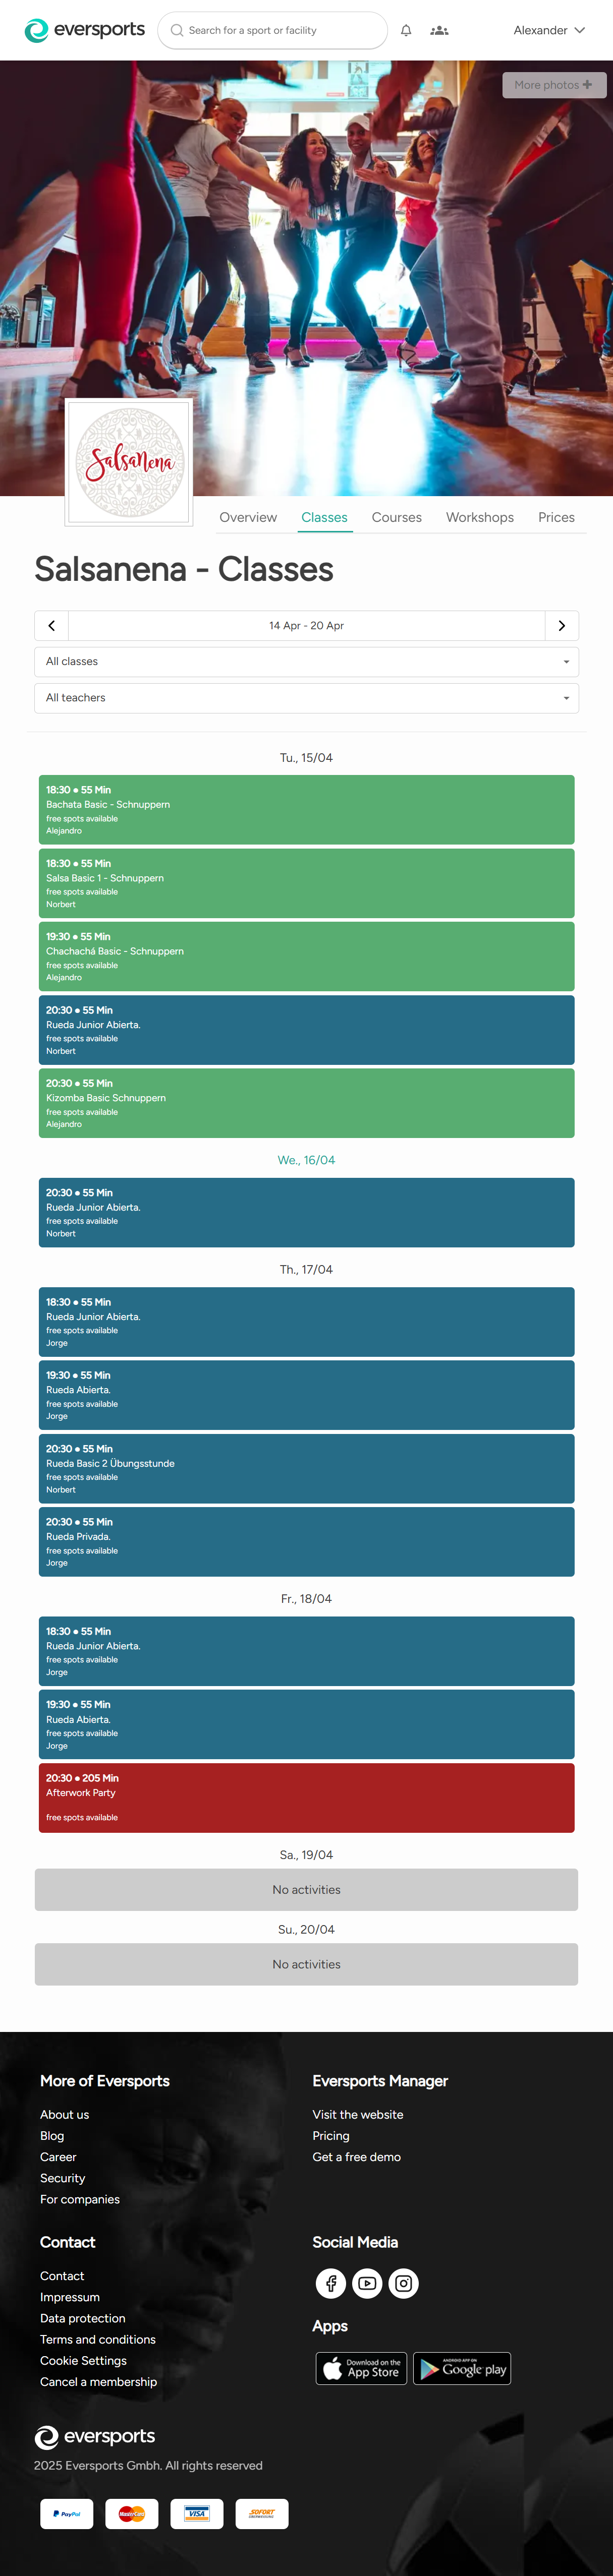 eversports
Search for a sport or facility
Alexander
More photos
Salsanena
Overview
Classes
Courses
Workshops
Prices
Salsanena - Classes
14 Apr - 20 Apr
All classes
All teachers
Tu., 15/04
18:30 ● 55 Min
Bachata Basic - Schnuppern
free spots available
Alejandro
18:30 ● 55 Min
Salsa Basic 1 - Schnuppern
free spots available
Norbert
19:30 ● 55 Min
Chachachá Basic - Schnuppern
free spots available
Alejandro
20:30 ● 55 Min
Rueda Junior Abierta.
free spots available
Norbert
20:30 ● 55 Min
Kizomba Basic Schnuppern
free spots available
Alejandro
We., 16/04
20:30 ● 55 Min
Rueda Junior Abierta.
free spots available
Norbert
Th., 17/04
18:30 ● 55 Min
Rueda Junior Abierta.
free spots available
Jorge
19:30 ● 55 Min
Rueda Abierta.
free spots available
Jorge
20:30 ● 55 Min
Rueda Basic 2 Übungsstunde
free spots available
Norbert
20:30 ● 55 Min
Rueda Privada.
free spots available
Jorge
Fr., 18/04
18:30 ● 55 Min
Rueda Junior Abierta.
free spots available
Jorge
19:30 ● 55 Min
Rueda Abierta.
free spots available
Jorge
20:30 ● 205 Min
Afterwork Party
free spots available
Sa., 19/04
No activities
Su., 20/04
No activities
More of Eversports
About us
Blog
Career
Security
For companies
Eversports Manager
Visit the website
Pricing
Get a free demo
Contact
Contact
Impressum
Data protection
Terms and conditions
Cookie Settings
Cancel a membership
Social Media
Apps
Download on the
App Store
ANDROID APP ON
Google play
eversports
2025 Eversports Gmbh. All rights reserved
PayPal
MasterCard
VISA
SOFORT
ÜBERWEISUNG